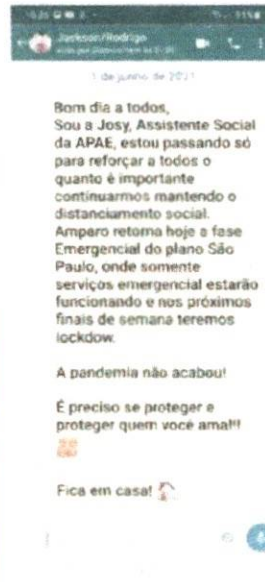 Jackson/Rodrigo
1 de junho de 2021
Bom dia a todos,
Sou a Josy, Assistente Social
da APAE, estou passando só
para reforçar a todos o
quanto é importante
continuarmos mantendo o
distanciamento social.
Amparo retorna hoje a fase
Emergencial do plano São
Paulo, onde somente
serviços emergencial estarão
funcionando e nos próximos
finais de semana teremos
lockdow.
A pandemia não acabou!
É preciso se proteger e
proteger quem você ama!!!
Fica em casa!